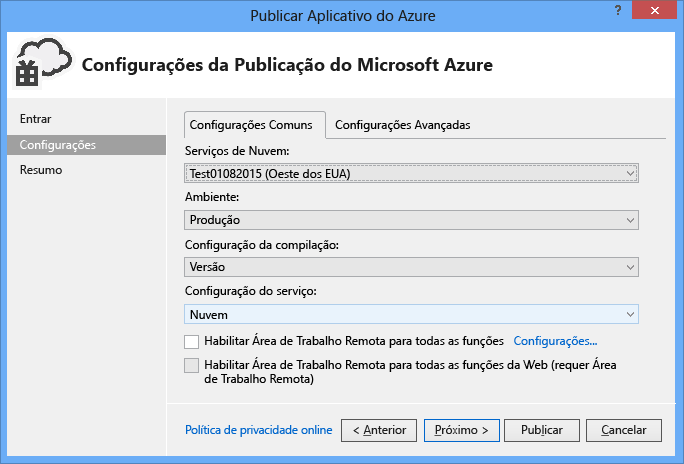 Publicar Aplicativo do Azure
?
Configurações da Publicação do Microsoft Azure
Entrar
Configurações
Resumo
Configurações Comuns
Configurações Avançadas
Serviços de Nuvem:
Test01082015 (Oeste dos EUA)
Ambiente:
Produção
Configuração da compilação:
Versão
Configuração do serviço:
Nuvem
Habilitar Área de Trabalho Remota para todas as funções
Configurações...
Habilitar Área de Trabalho Remota para todas as funções da Web (requer Área
de Trabalho Remota)
Política de privacidade online
< Anterior
Próximo >
Publicar
Cancelar